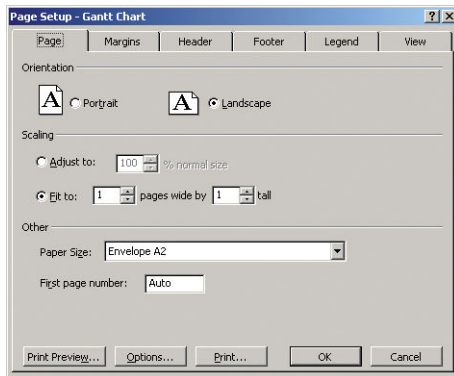 Page Setup - Gantt Chart
Page Margins Header Footer Legend View
Orientation
A Portrait A Landscape
Scaling
Adjust to: 100 % normal size
Fit to: 1 pages wide by 1 tall
Other
Paper Size: Envelope A2
First page number: Auto
Print Preview... Options... Print... OK Cancel